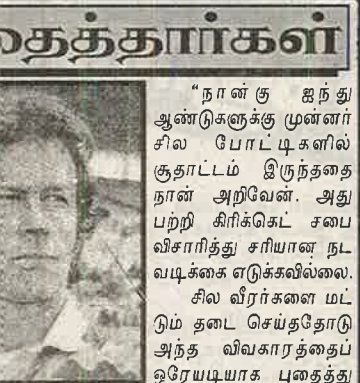 தைத்தார்கள்
“நான்கு ஐந்து
ஆண்டுகளுக்கு முன்னர்
சில போட்டிகளில்
சூதாட்டம் இருந்ததை
நான் அறிவேன். அது
பற்றி கிரிக்கெட் சபை
விசாரித்து சரியான நட
வடிக்கை எடுக்கவில்லை.
சில வீரர்களை மட்
டும் தடை செய்ததோடு
அந்த விவகாரத்தைப்
ஒரேயடியாக புதைத்து